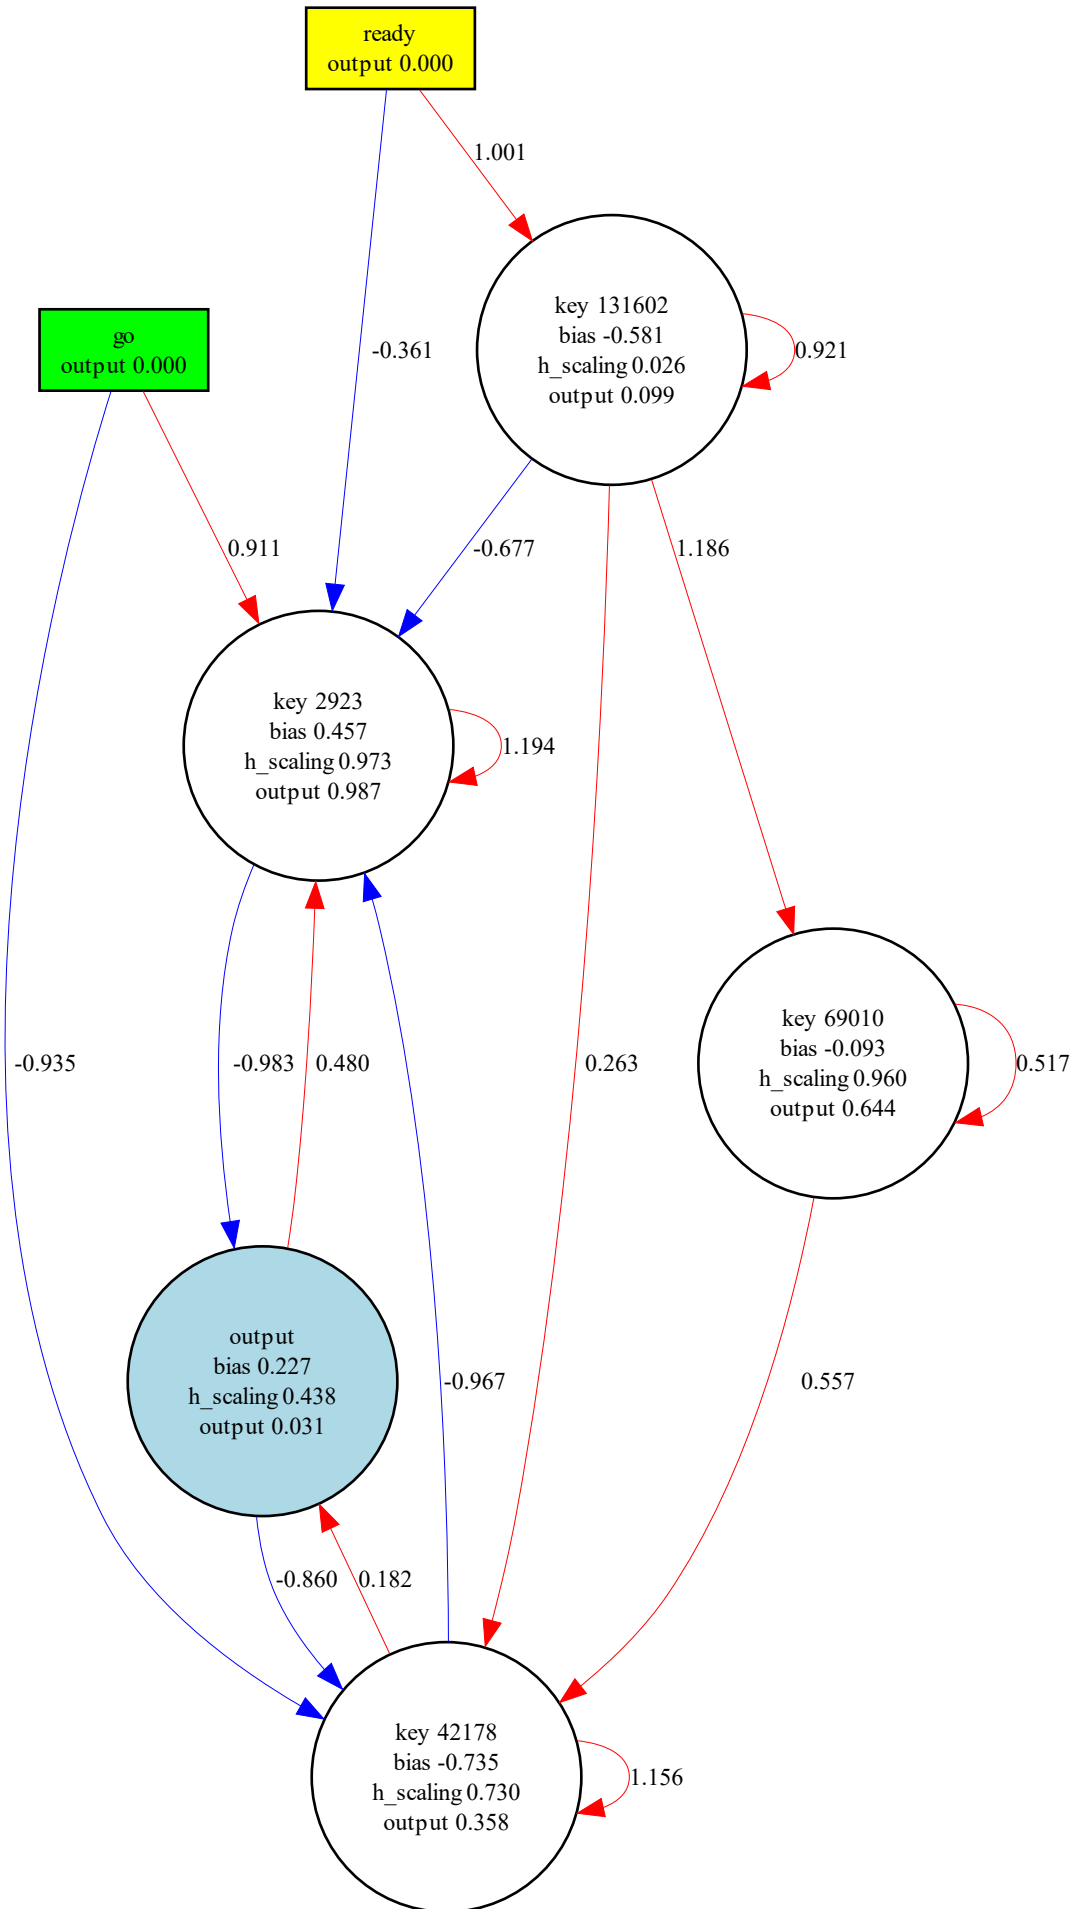 ready
output 0.000
1.001
go
output 0.000
-0.361
key 131602
bias -0.581
h_scaling 0.026
output 0.099
0.921
0.911
-0.677
1.186
key 2923
bias 0.457
h_scaling 0.973
output 0.987
1.194
-0.935
-0.983
0.480
0.263
key 69010
bias -0.093
h_scaling 0.960
output 0.644
0.517
output
bias 0.227
h_scaling 0.438
output 0.031
-0.967
0.557
-0.860
0.182
key 42178
bias -0.735
h_scaling 0.730
output 0.358
1.156